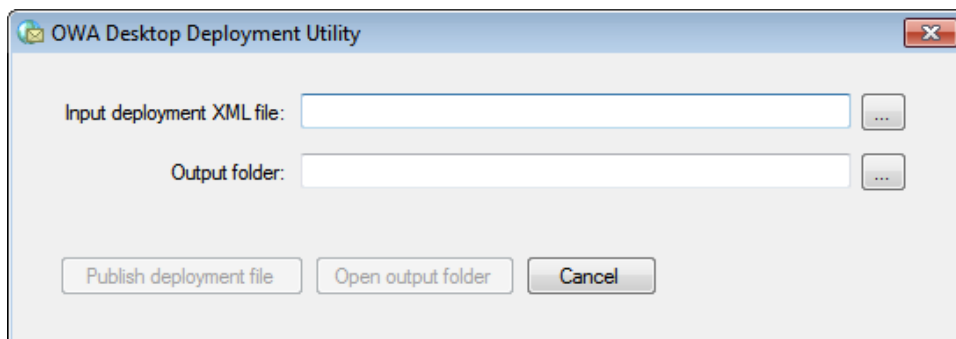 OWA Desktop Deployment Utility
Input deployment XML file: ...
Output folder: ...
Publish deployment file Open output folder Cancel